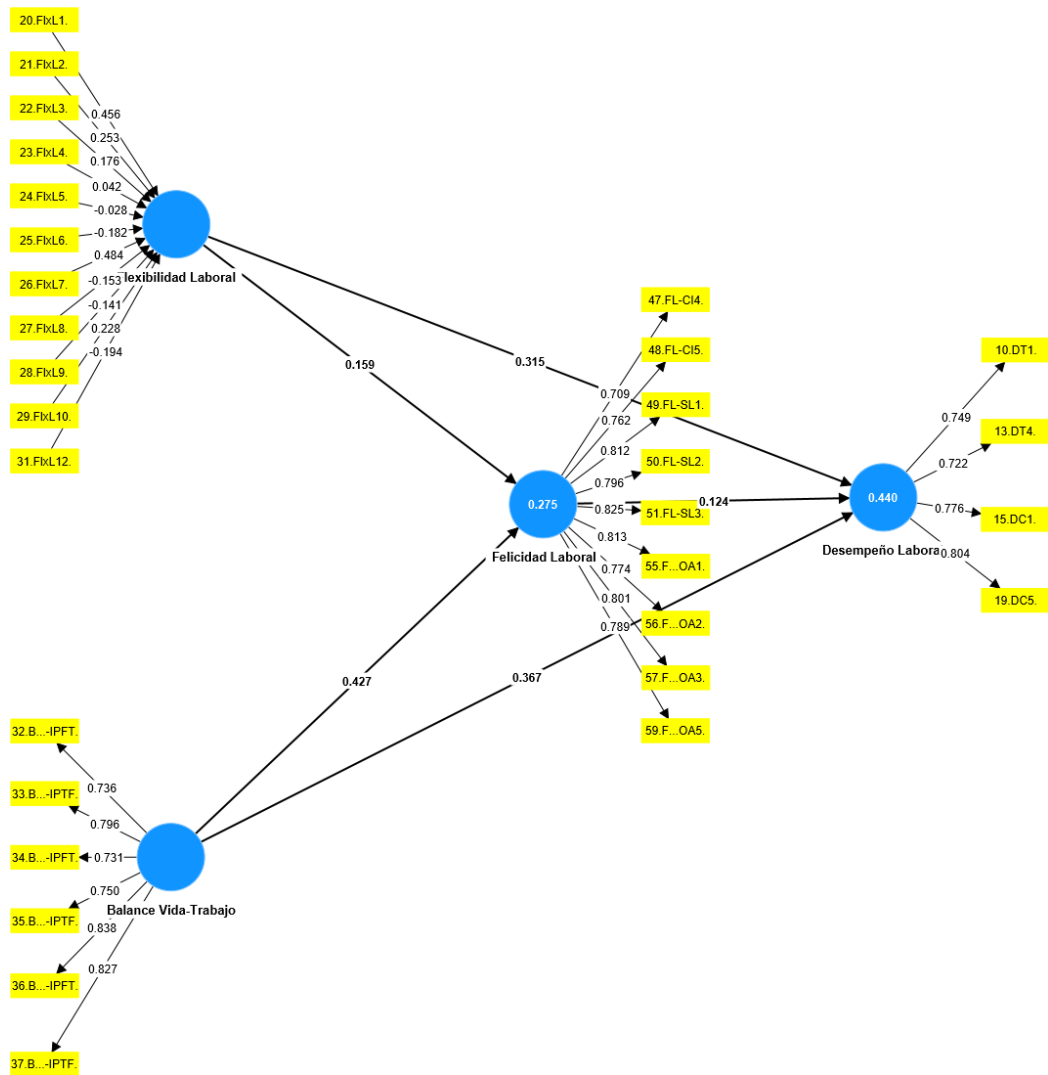 20.FlxL1.
21.FlxL2.
22.FlxL3.
23.FlxL4.
24.FlxL5.
25.FlxL6.
26.FlxL7.
27.FlxL8.
28.FlxL9.
29.FlxL10.
31.FlxL12.
0.456
0.253
0.176
0.042
-0.028
-0.182
0.484
-0.153
-0.141
0.228
-0.194
lexibilidad Laboral
0.159
0.315
47.FL-CI4.
48.FL-CI5.
49.FL-SL1.
50.FL-SL2.
51.FL-SL3.
55.F...OA1.
56.F...OA2.
57.F...OA3.
59.F...OA5.
0.709
0.762
0.812
0.796
0.825
0.813
0.774
0.801
0.789
0.275
Felicidad Laboral
0.124
10.DT1.
13.DT4.
15.DC1.
19.DC5.
0.749
0.722
0.776
0.804
0.440
Desempeño Labora
0.427
0.367
32.B...-IPFT.
33.B...-IPTF.
34.B...-IPFT.
35.B...-IPTF.
36.B...-IPFT.
37.B...-IPTF.
0.736
0.796
0.731
0.750
0.838
0.827
Balance Vida-Trabajo